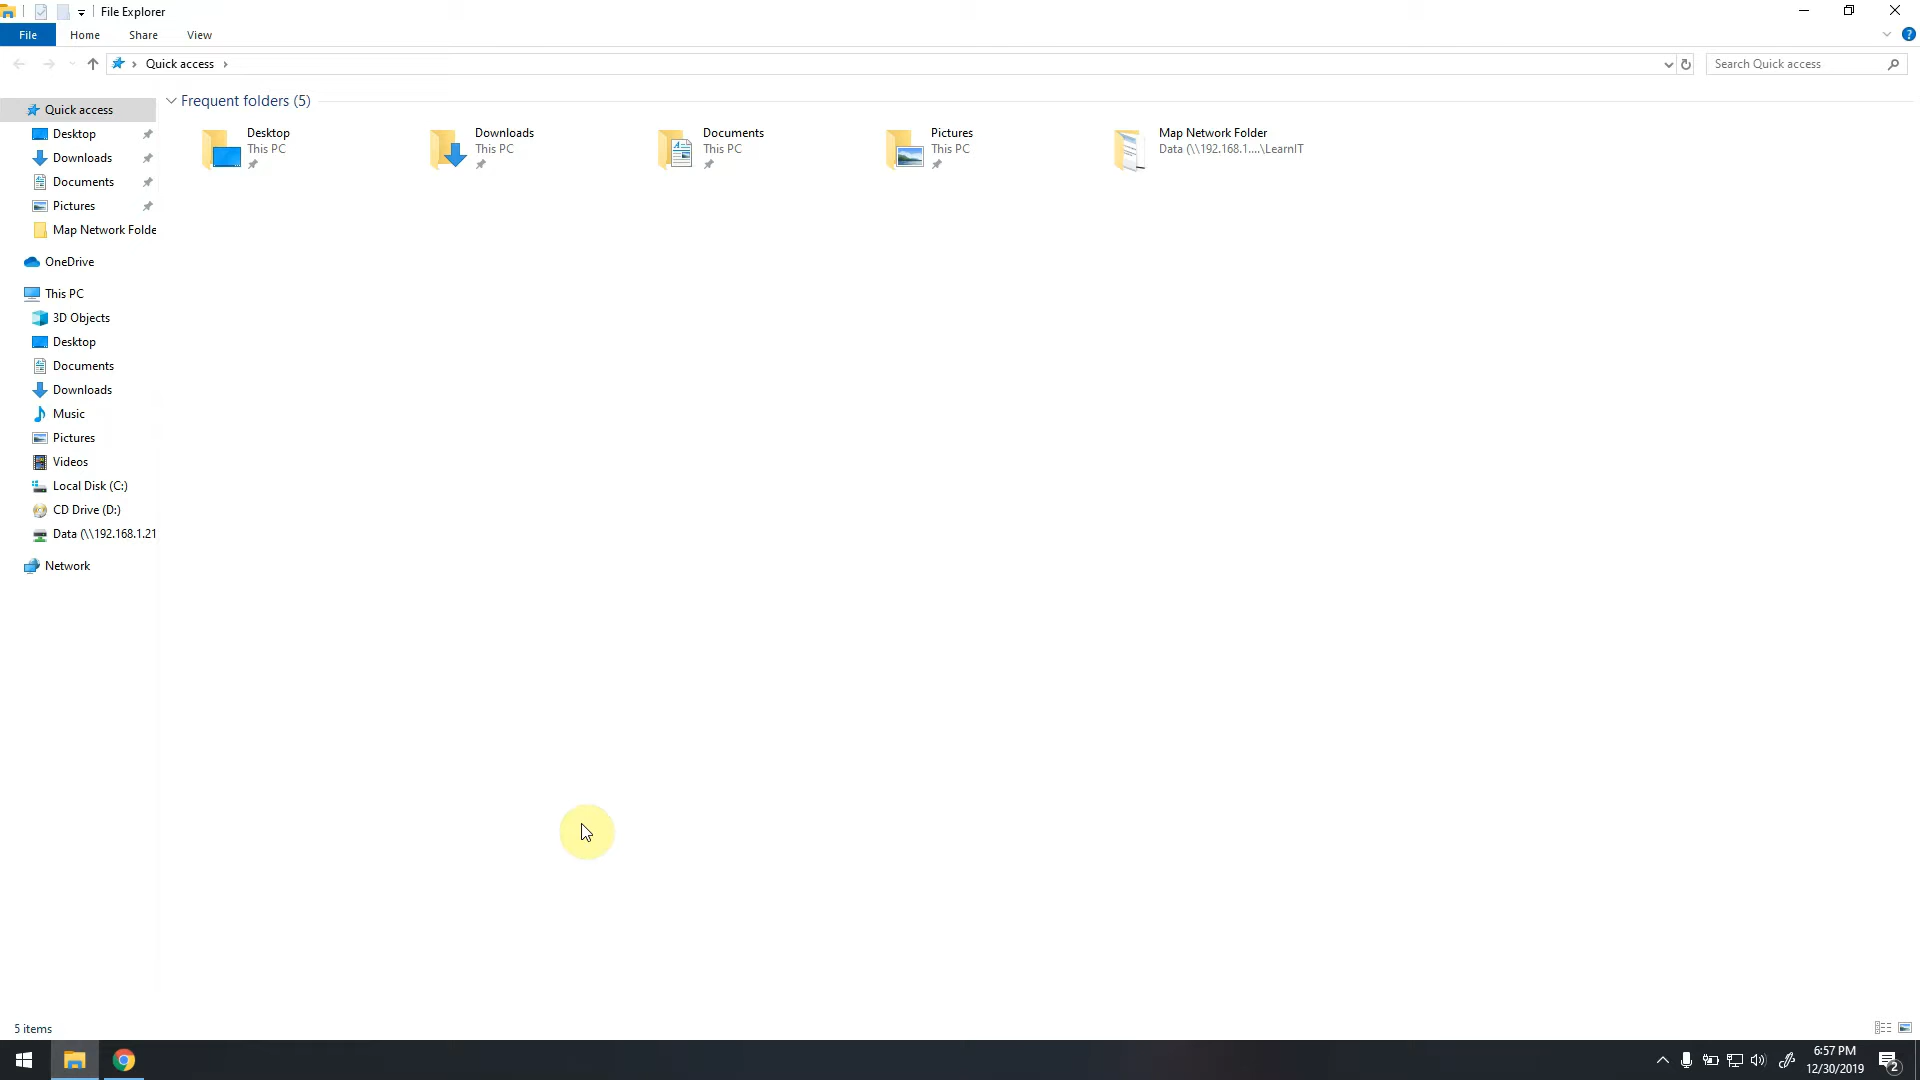 File Explorer
File
Home
Share
View
?
Quick access
Search Quick access
Quick access
Desktop
Downloads
Documents
Pictures
Map Network Folde
OneDrive
This PC
3D Objects
Desktop
Documents
Downloads
Music
Pictures
Videos
Local Disk (C:)
CD Drive (D:)
Data (\\192.168.1.21
Network
Frequent folders (5)
Desktop
This PC
Downloads
This PC
Documents
This PC
Pictures
This PC
Map Network Folder
Data (\\192.168.1....\LearnIT
5 items
6:57 PM
12/30/2019
2